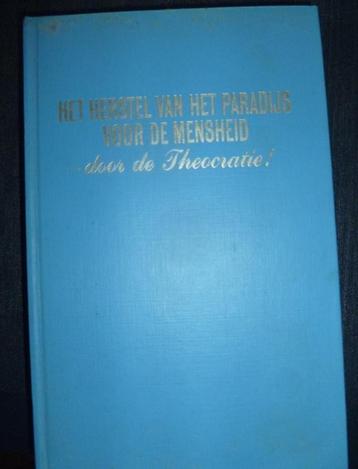 HET HERSTEL VAN HET PARADIJS
VOOR DE MENSHEID
- door de Theocratie!